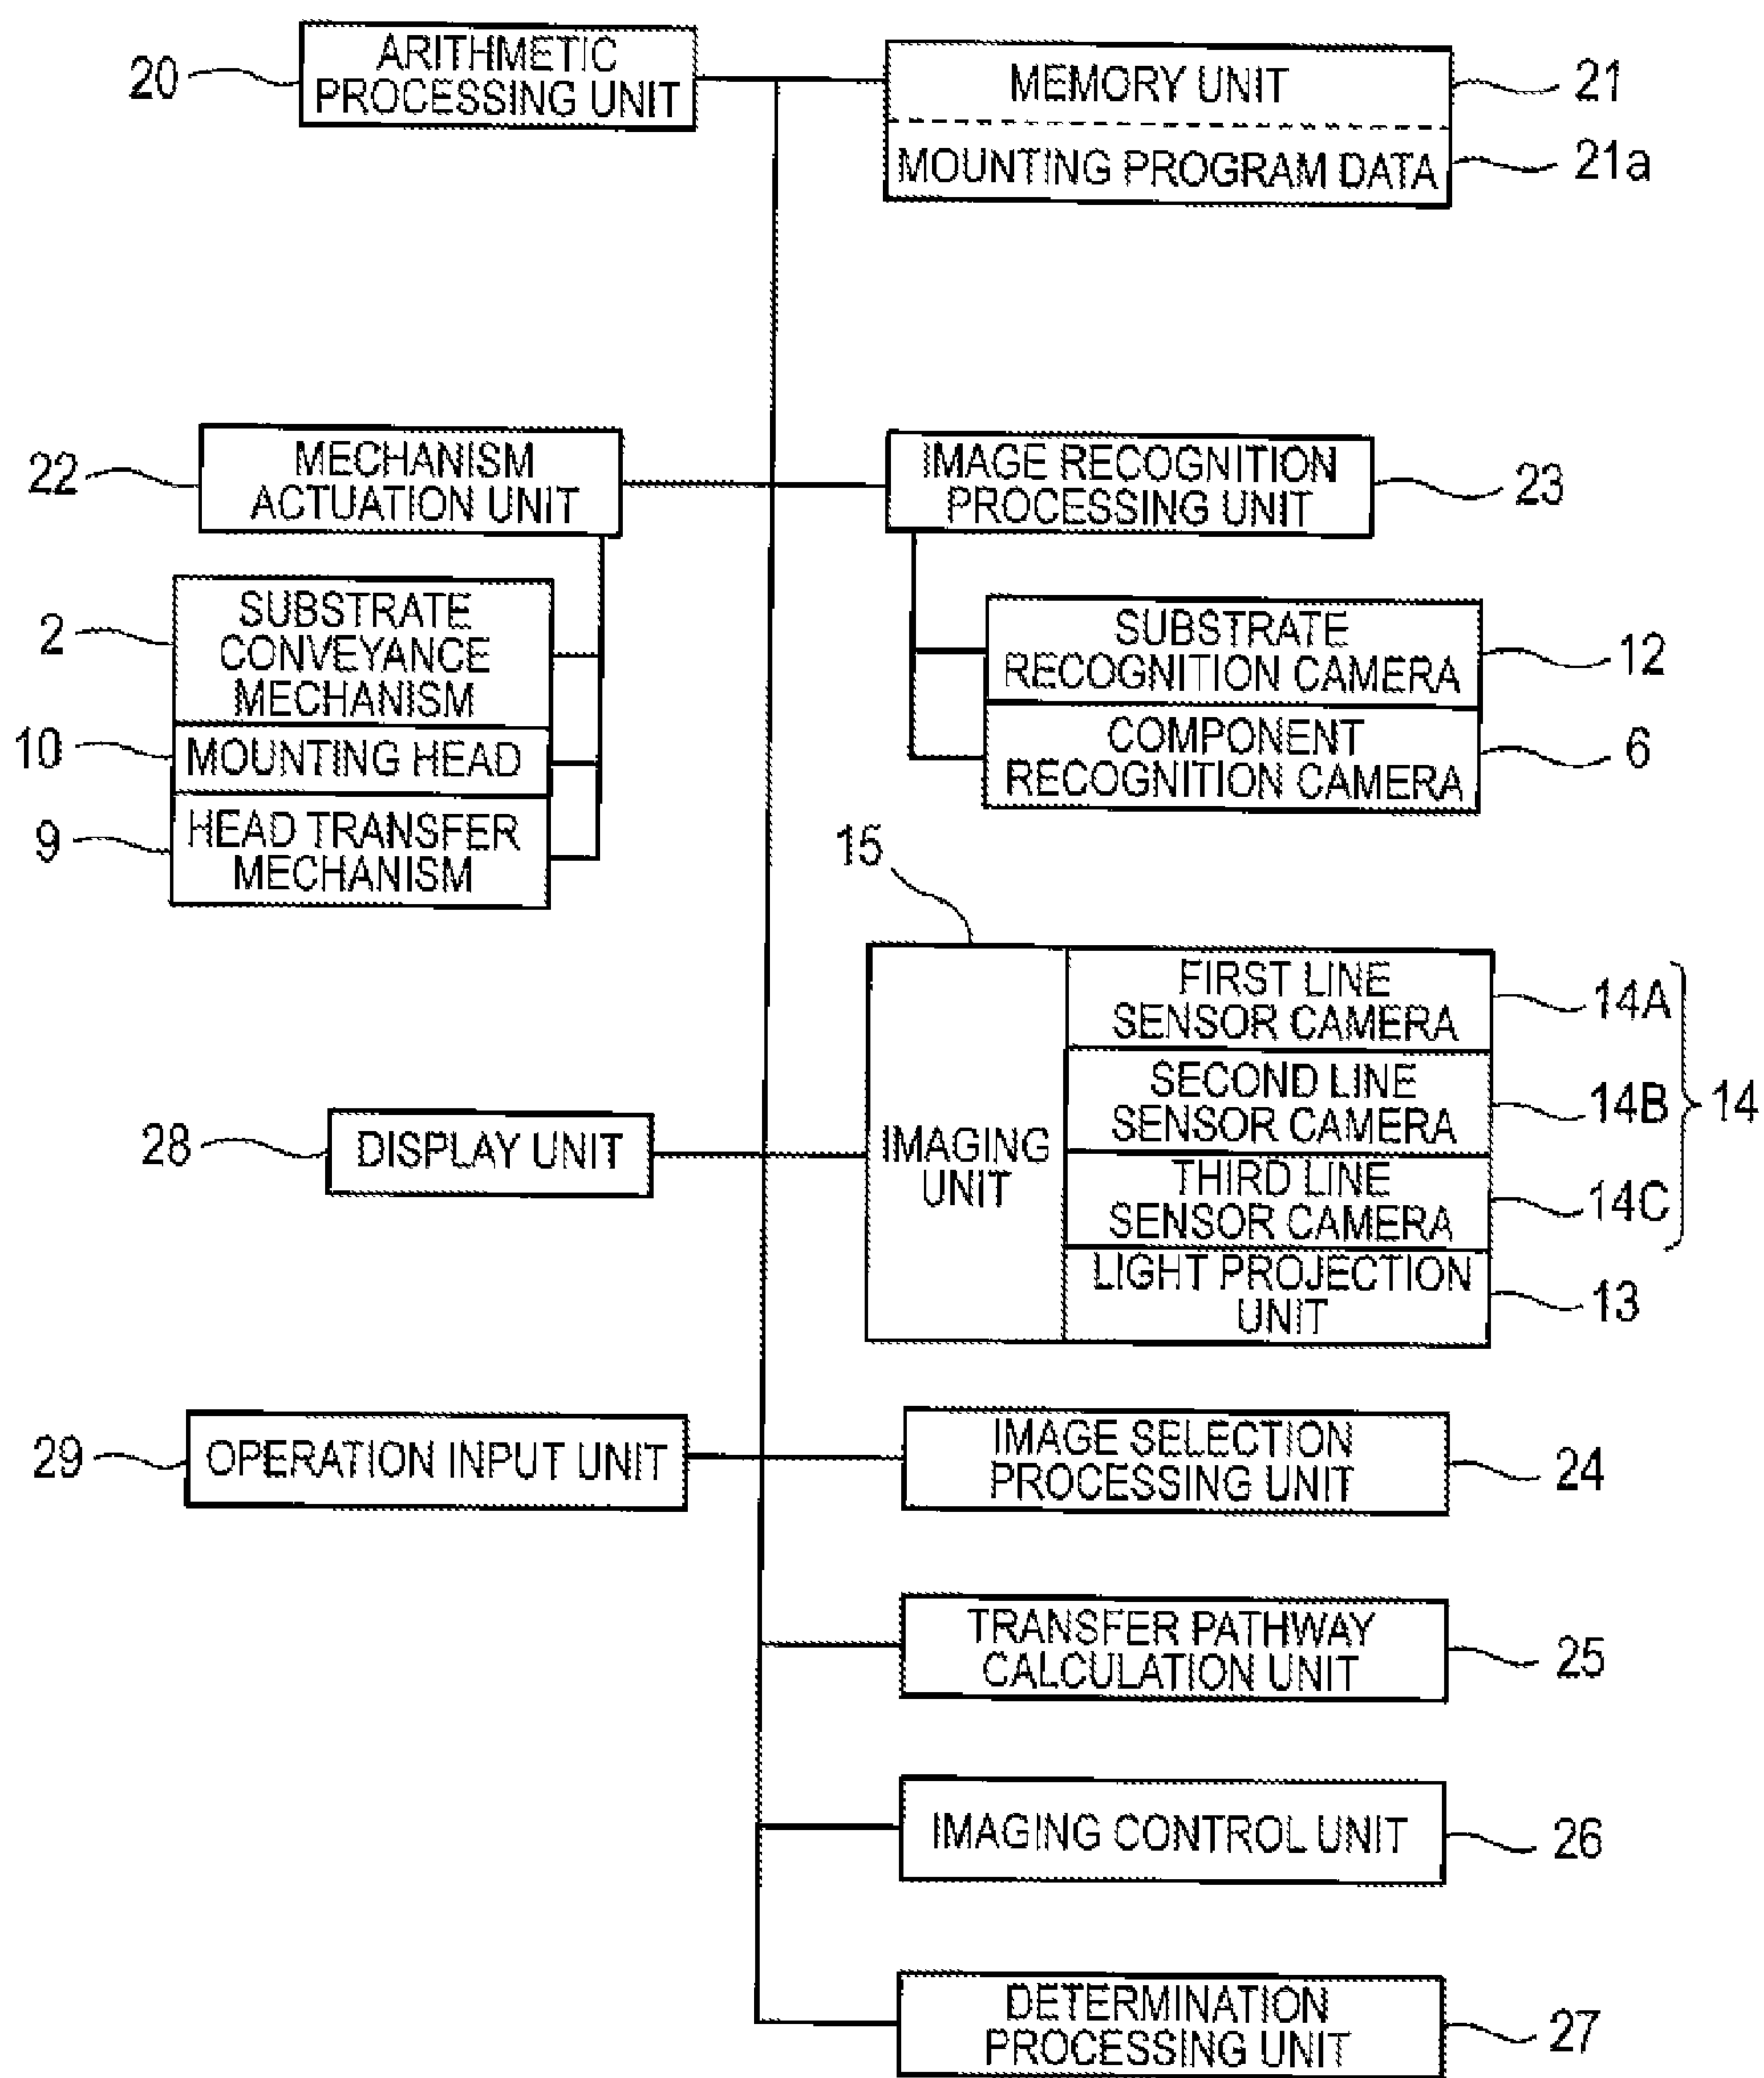 20
ARITHMETIC
PROCESSING UNIT
MEMORY UNIT
21
MOUNTING PROGRAM DATA
21a
22
MECHANISM
ACTUATION UNIT
IMAGE RECOGNITION
PROCESSING UNIT
23
2
SUBSTRATE
CONVEYANCE
MECHANISM
SUBSTRATE
RECOGNITION CAMERA
12
10
MOUNTING HEAD
COMPONENT
RECOGNITION CAMERA
6
9
HEAD TRANSFER
MECHANISM
15
IMAGING
UNIT
FIRST LINE
SENSOR CAMERA
14A
SECOND LINE
SENSOR CAMERA
14B
14
THIRD LINE
SENSOR CAMERA
14C
LIGHT PROJECTION
UNIT
13
28
DISPLAY UNIT
29
OPERATION INPUT UNIT
IMAGE SELECTION
PROCESSING UNIT
24
TRANSFER PATHWAY
CALCULATION UNIT
25
IMAGING CONTROL UNIT
26
DETERMINATION
PROCESSING UNIT
27